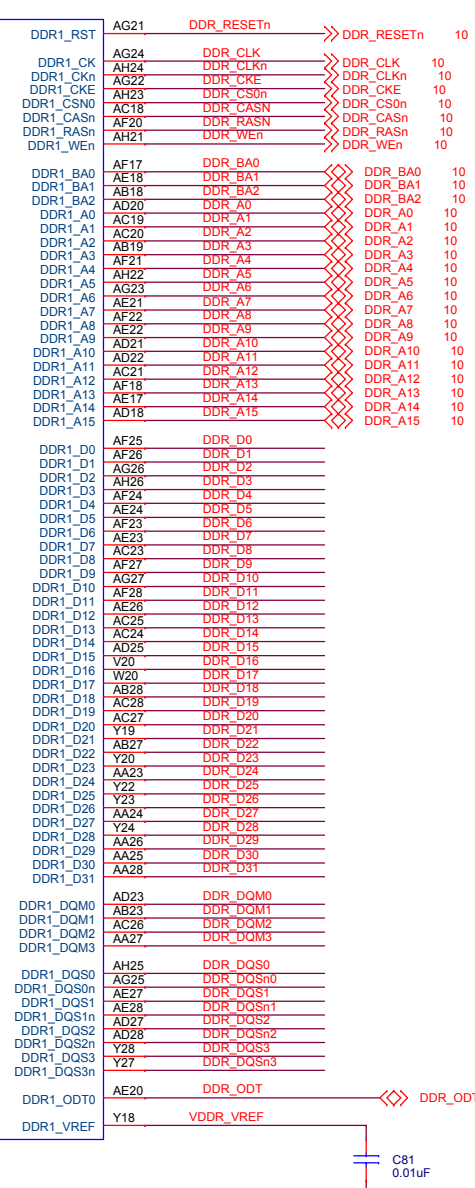 DDR1_RST AG21 DDR_RESETn DDR_RESETn 10
DDR1_CK AG24 DDR_CLK DDR_CLK 10
DDR1_CKn AH24 DDR_CLKn DDR_CLKn 10
DDR1_CKE AG22 DDR_CKE DDR_CKE 10
DDR1_CSN0 AH23 DDR_CS0n DDR_CS0n 10
DDR1_CASn AC18 DDR_CASN DDR_CASn 10
DDR1_RASn AF20 DDR_RASN DDR_RASn 10
DDR1_WEn AH21 DDR_WEn DDR_WEn 10
DDR1_BA0 AF17 DDR_BA0 DDR_BA0 10
DDR1_BA1 AE18 DDR_BA1 DDR_BA1 10
DDR1_BA2 AB18 DDR_BA2 DDR_BA2 10
DDR1_A0 AD20 DDR_A0 DDR_A0 10
DDR1_A1 AC19 DDR_A1 DDR_A1 10
DDR1_A2 AC20 DDR_A2 DDR_A2 10
DDR1_A3 AB19 DDR_A3 DDR_A3 10
DDR1_A4 AF21 DDR_A4 DDR_A4 10
DDR1_A5 AH22 DDR_A5 DDR_A5 10
DDR1_A6 AG23 DDR_A6 DDR_A6 10
DDR1_A7 AE21 DDR_A7 DDR_A7 10
DDR1_A8 AF22 DDR_A8 DDR_A8 10
DDR1_A9 AE22 DDR_A9 DDR_A9 10
DDR1_A10 AD21 DDR_A10 DDR_A10 10
DDR1_A11 AD22 DDR_A11 DDR_A11 10
DDR1_A12 AC21 DDR_A12 DDR_A12 10
DDR1_A13 AF18 DDR_A13 DDR_A13 10
DDR1_A14 AE17 DDR_A14 DDR_A14 10
DDR1_A15 AD18 DDR_A15 DDR_A15 10
DDR1_D0 AF25 DDR_D0
DDR1_D1 AF26 DDR_D1
DDR1_D2 AG26 DDR_D2
DDR1_D3 AH26 DDR_D3
DDR1_D4 AF24 DDR_D4
DDR1_D5 AE24 DDR_D5
DDR1_D6 AF23 DDR_D6
DDR1_D7 AE23 DDR_D7
DDR1_D8 AC23 DDR_D8
DDR1_D9 AF27 DDR_D9
DDR1_D10 AG27 DDR_D10
DDR1_D11 AF28 DDR_D11
DDR1_D12 AE26 DDR_D12
DDR1_D13 AC25 DDR_D13
DDR1_D14 AC24 DDR_D14
DDR1_D15 AD25 DDR_D15
DDR1_D16 V20 DDR_D16
DDR1_D17 W20 DDR_D17
DDR1_D18 AB28 DDR_D18
DDR1_D19 AC28 DDR_D19
DDR1_D20 AC27 DDR_D20
DDR1_D21 Y19 DDR_D21
DDR1_D22 AB27 DDR_D22
DDR1_D23 Y20 DDR_D23
DDR1_D24 AA23 DDR_D24
DDR1_D25 Y22 DDR_D25
DDR1_D26 Y23 DDR_D26
DDR1_D27 AA24 DDR_D27
DDR1_D28 Y24 DDR_D28
DDR1_D29 AA26 DDR_D29
DDR1_D30 AA25 DDR_D30
DDR1_D31 AA28 DDR_D31
DDR1_DQM0 AD23 DDR_DQM0
DDR1_DQM1 AB23 DDR_DQM1
DDR1_DQM2 AC26 DDR_DQM2
DDR1_DQM3 AA27 DDR_DQM3
DDR1_DQS0 AH25 DDR_DQS0
DDR1_DQS0n AG25 DDR_DQSn0
DDR1_DQS1 AE27 DDR_DQS1
DDR1_DQS1n AE28 DDR_DQSn1
DDR1_DQS2 AD27 DDR_DQS2
DDR1_DQS2n AD28 DDR_DQSn2
DDR1_DQS3 Y28 DDR_DQS3
DDR1_DQS3n Y27 DDR_DQSn3
DDR1_ODT0 AE20 DDR_ODT DDR_ODT
DDR1_VREF Y18 VDDR_VREF
C81
0.01uF